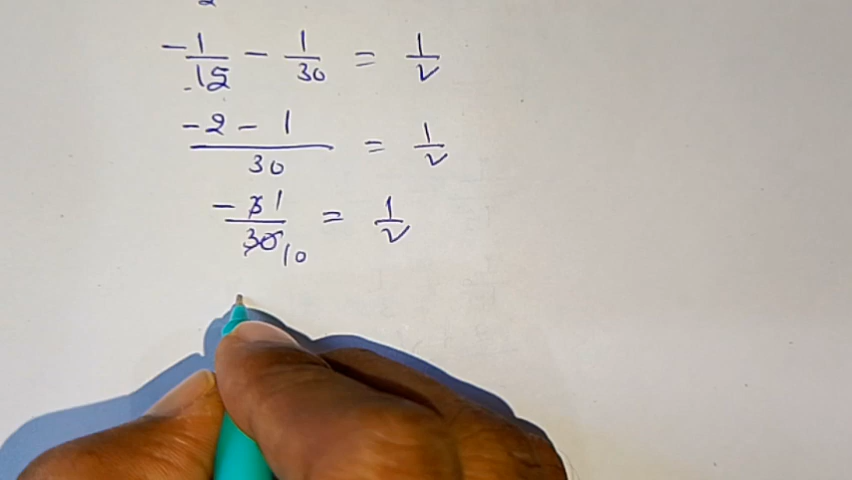 -1/15 - 1/30 = 1/v
(-2 - 1)/30 = 1/v
-3 1/30 10 = 1/v